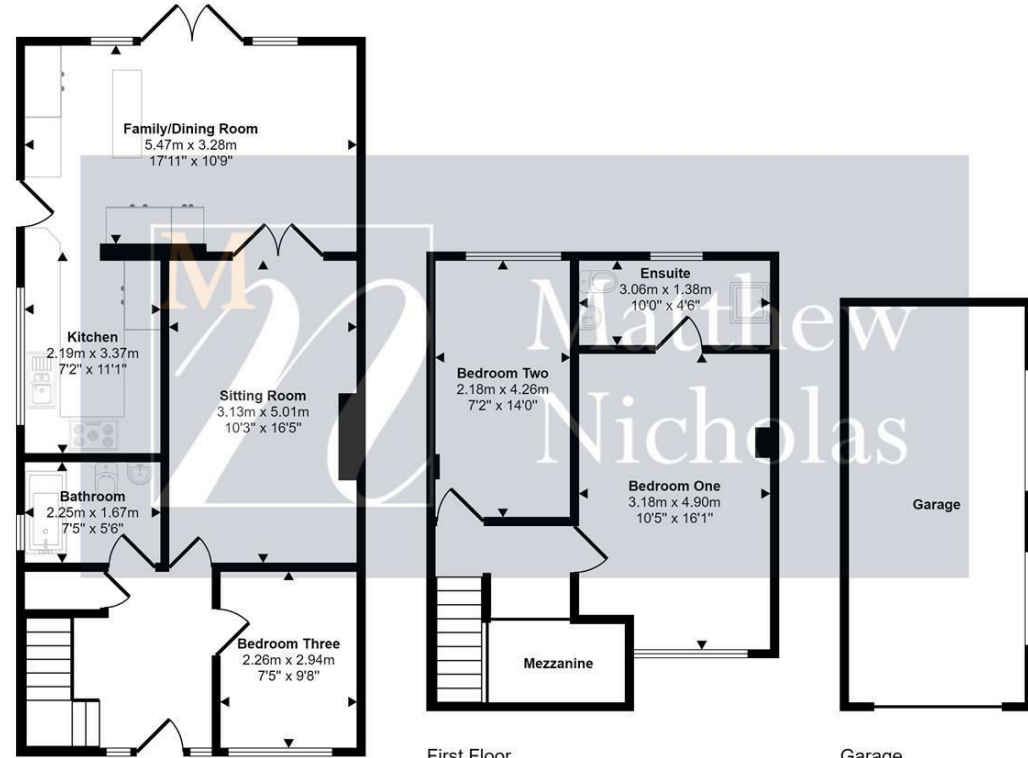 Family/Dining Room
5.47m x 3.28m
17'11" x 10'9"
Kitchen
2.19m x 3.37m
7'2" x 11'1"
Sitting Room
3.13m x 5.01m
10'3" x 16'5"
Bathroom
2.25m x 1.67m
7'5" x 5'6"
Bedroom Three
2.26m x 2.94m
7'5" x 9'8"
Ensuite
3.06m x 1.38m
10'0" x 4'6"
Bedroom Two
2.18m x 4.26m
7'2" x 14'0"
Bedroom One
3.18m x 4.90m
10'5" x 16'1"
Mezzanine
Garage
First Floor
Garage
M
n
Matthew
Nicholas